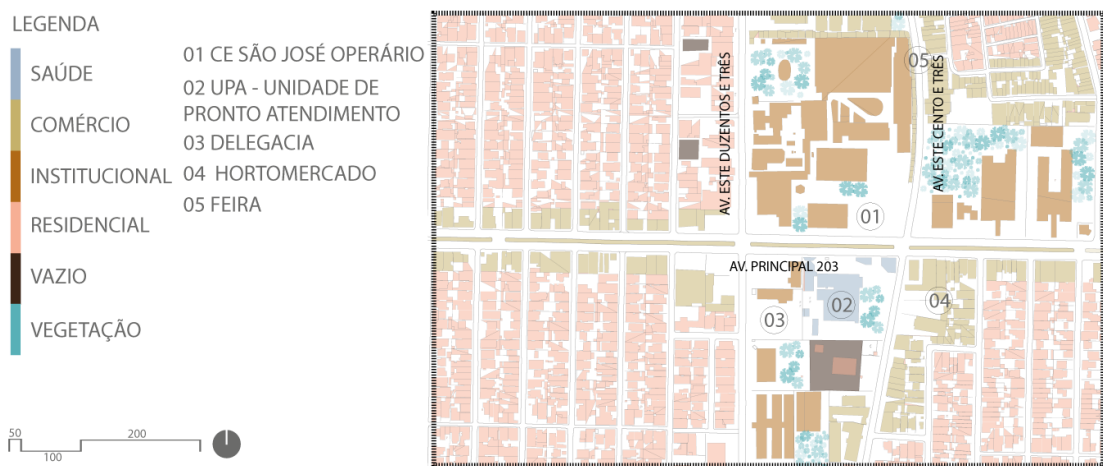 LEGENDA
SAÚDE
COMÉRCIO
INSTITUCIONAL
RESIDENCIAL
VAZIO
VEGETAÇÃO
01 CE SÃO JOSÉ OPERÁRIO
02 UPA - UNIDADE DE
PRONTO ATENDIMENTO
03 DELEGACIA
04 HORTOMERCADO
05 FEIRA
50
200
100
AV. ESTE DUZENTOS E TRÊS
AV. ESTE CENTO E TRÊS
05
01
AV. PRINCIPAL 203
02
03
04